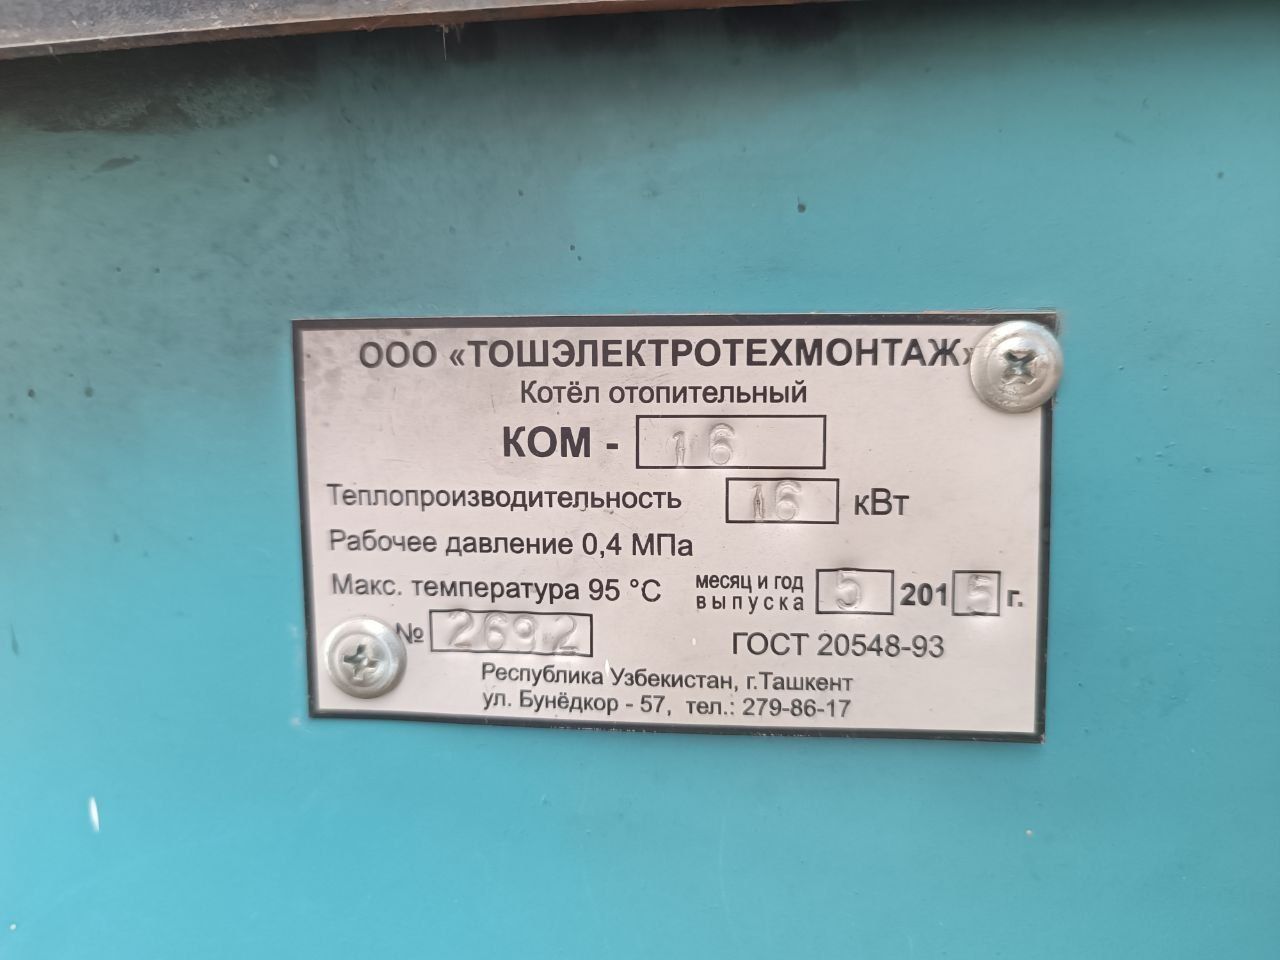 ООО «ТОШЭЛЕКТРОТЕХМОНТАЖ»
Котёл отопительный
КОМ - 16
Теплопроизводительность 16 кВт
Рабочее давление 0,4 МПа
Макс. температура 95 °С месяц и год выпуска 5 2015 г.
№ 2692 ГОСТ 20548-93
Республика Узбекистан, г.Ташкент
ул. Бунёдкор - 57, тел.: 279-86-17